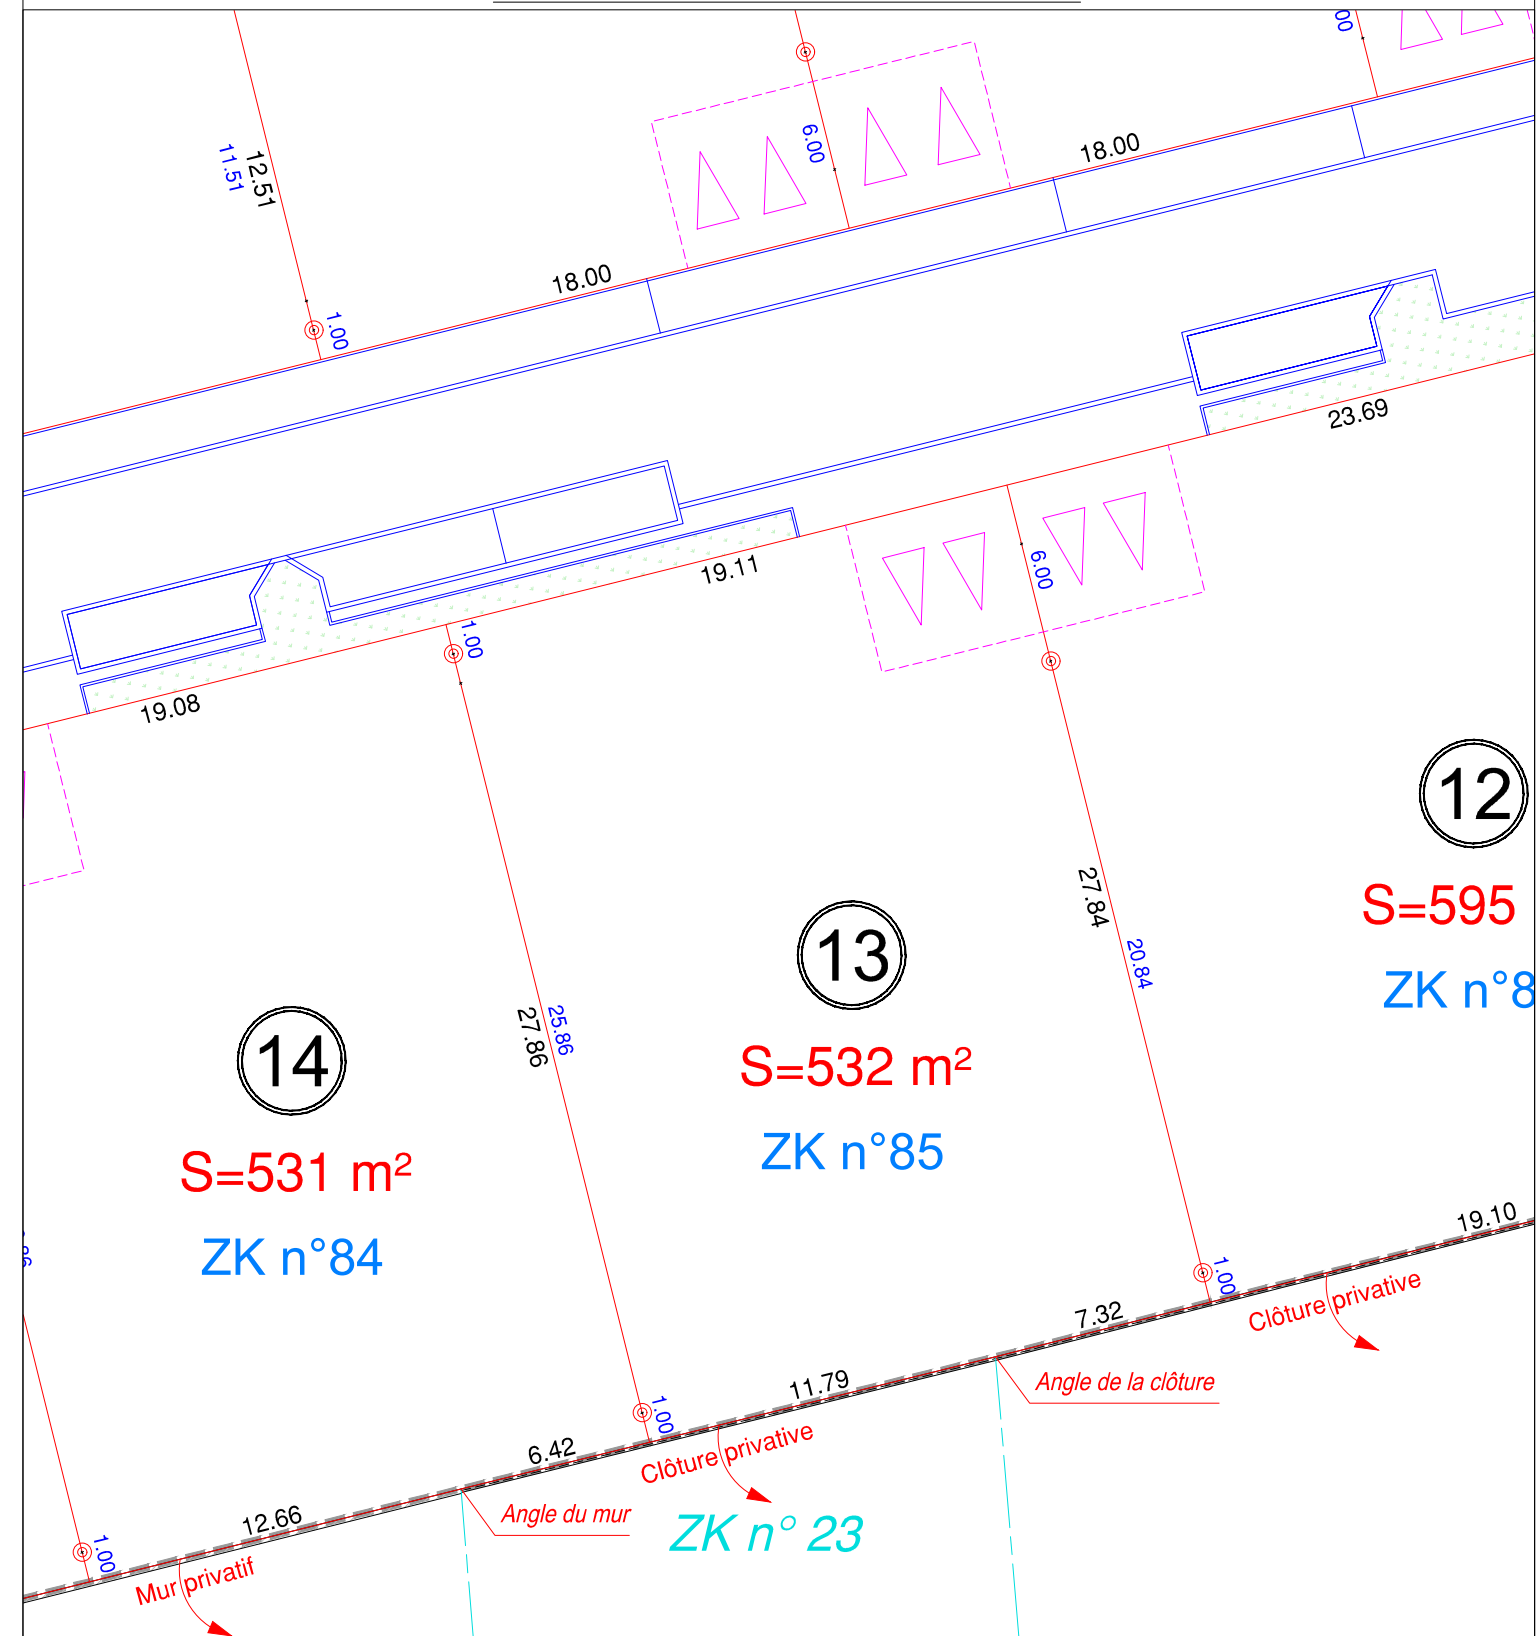 00
6.00
18.00
11.51
12.51
18.00
1.00
23.69
19.11
6.00
1.00
19.08
12
27.84
S=595
13
20.84
ZK n°8
14
25.86
27.86
S=532 m²
ZK n°85
S=531 m²
ZK n°84
19.10
1.00
Clôture privative
7.32
Angle de la clôture
11.79
1.00
Clôture privative
6.42
Angle du mur
ZK n° 23
12.66
1.00
Mur privatif